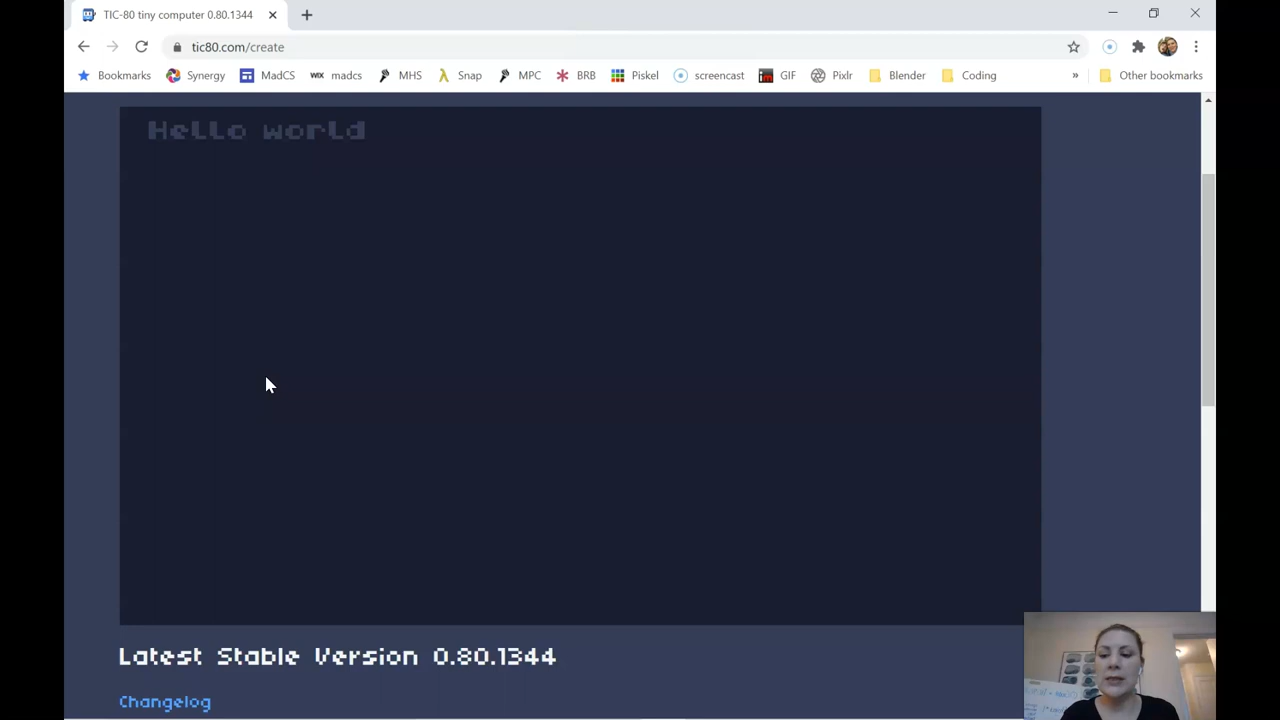 TIC-80 tiny computer 0.80.1344
tic80.com/create
Bookmarks Synergy MadCS WIX madcs MHS Snap MPC BRB Piskel screencast GIF Pixlr Blender Coding » Other bookmarks
Hello world
Latest Stable Version 0.80.1344
Changelog